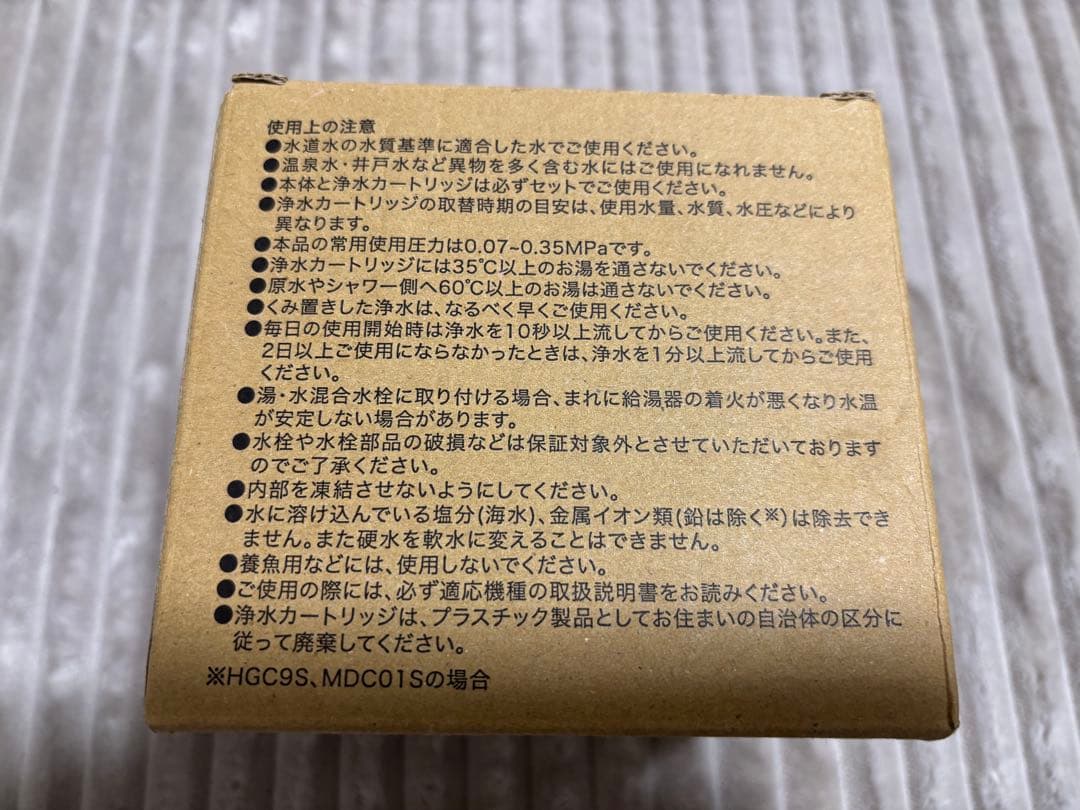 使用上の注意
●水道水の水質基準に適合した水でご使用ください。
●温泉水・井戸水など異物を多く含む水にはご使用になれません。
●本体と浄水カートリッジは必ずセットでご使用ください。
●浄水カートリッジの取替時期の目安は、使用水量、水質、水圧などにより
異なります。
●本品の常用使用圧力は0.07~0.35MPaです。
●浄水カートリッジには35℃以上のお湯を通さないでください。
●原水やシャワー側へ60℃以上のお湯は通さないでください。
●くみ置きした浄水は、なるべく早くご使用ください。
●毎日の使用開始時は浄水を10秒以上流してからご使用ください。また、
2日以上ご使用にならなかったときは、浄水を1分以上流してからご使用
ください。
●湯・水混合水栓に取り付ける場合、まれに給湯器の着火が悪くなり水温
が安定しない場合があります。
●水栓や水栓部品の破損などは保証対象外とさせていただいております
のでご了承ください。
●内部を凍結させないようにしてください。
●水に溶け込んでいる塩分(海水)、金属イオン類(鉛は除く※)は除去でき
ません。また硬水を軟水に変えることはできません。
●養魚用などには、使用しないでください。
●ご使用の際には、必ず適応機種の取扱説明書をお読みください。
●浄水カートリッジは、プラスチック製品としてお住まいの自治体の区分に
従って廃棄してください。
※HGC9S、MDC01Sの場合